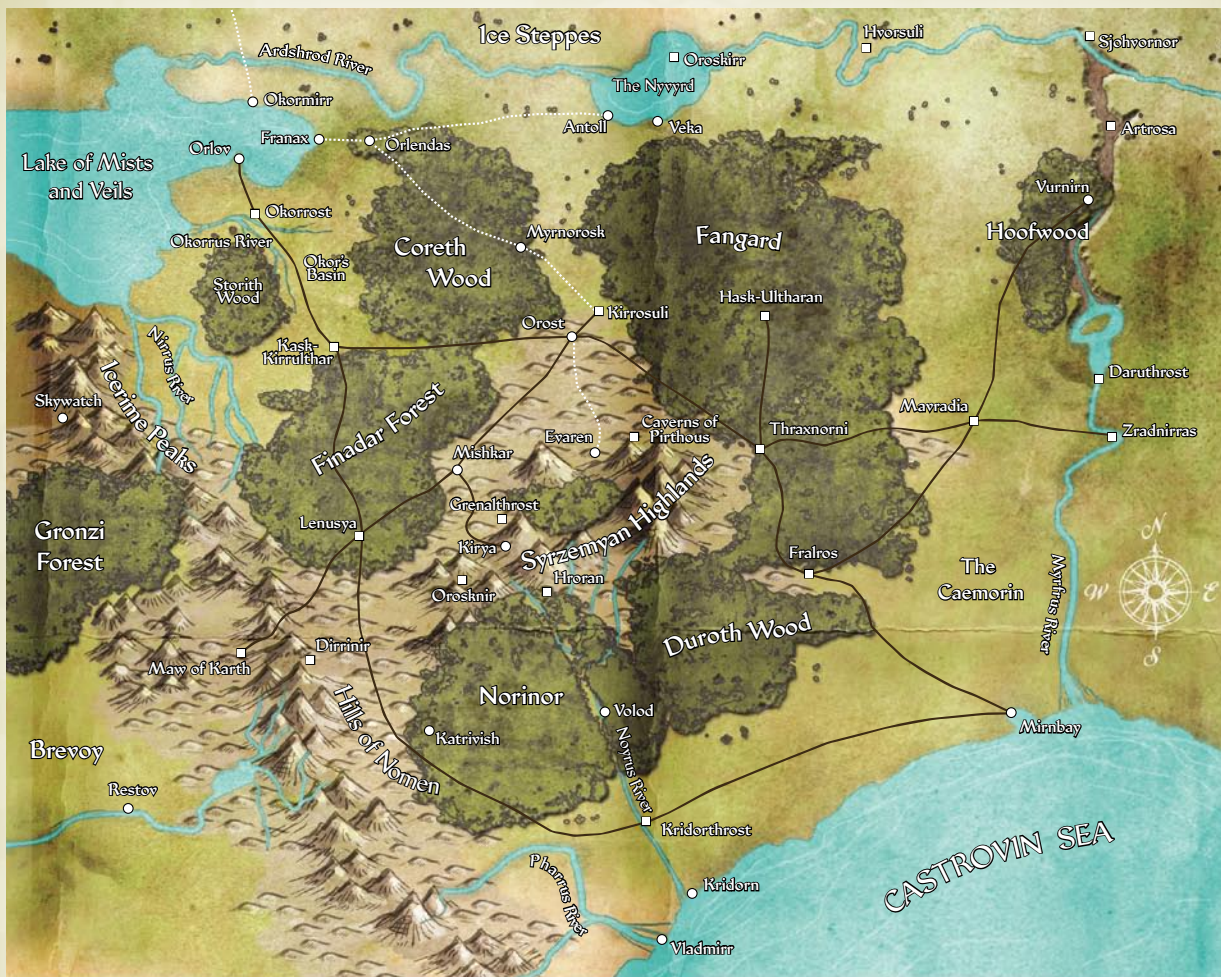 Ice Steppes
Hvorsuli
Sjohvornor
Ardshrod River
Oroskirr
The Nyvyrd
Okormirr
Antoll
Veka
Artrosa
Franax
Orlendas
Orlov
Lake of Mists
and Veils
Vurnirn
Okorrost
Okorrus River
Hoofwood
Myrnorosk
Fangard
Coreth
Wood
Okor's
Basin
Storith
Wood
Hask-Ultharan
Kirrosuli
Orost
Nirrus River
Kask-
Kirrulthar
Icerime Peaks
Daruthrost
Skywatch
Finadar Forest
Mavradia
Caverns of
Pirthous
Thraxnorni
Zradnirras
Evaren
Mishkar
Grenalthrost
Syrzemyan Highlands
Lenusya
Gronzi
Forest
Kirya
Fralros
N
W
E
S
The
Caemorin
Myrfrus River
Hroran
Orosknir
Duroth Wood
Dirrinir
Maw of Karth
Norinor
Hills of Nomen
Volod
Mirnbay
Katrivish
Noyrus River
Brevoy
Restov
Kridorthrost
CASTROVIN SEA
Pharrus River
Kridorn
Vladmirr